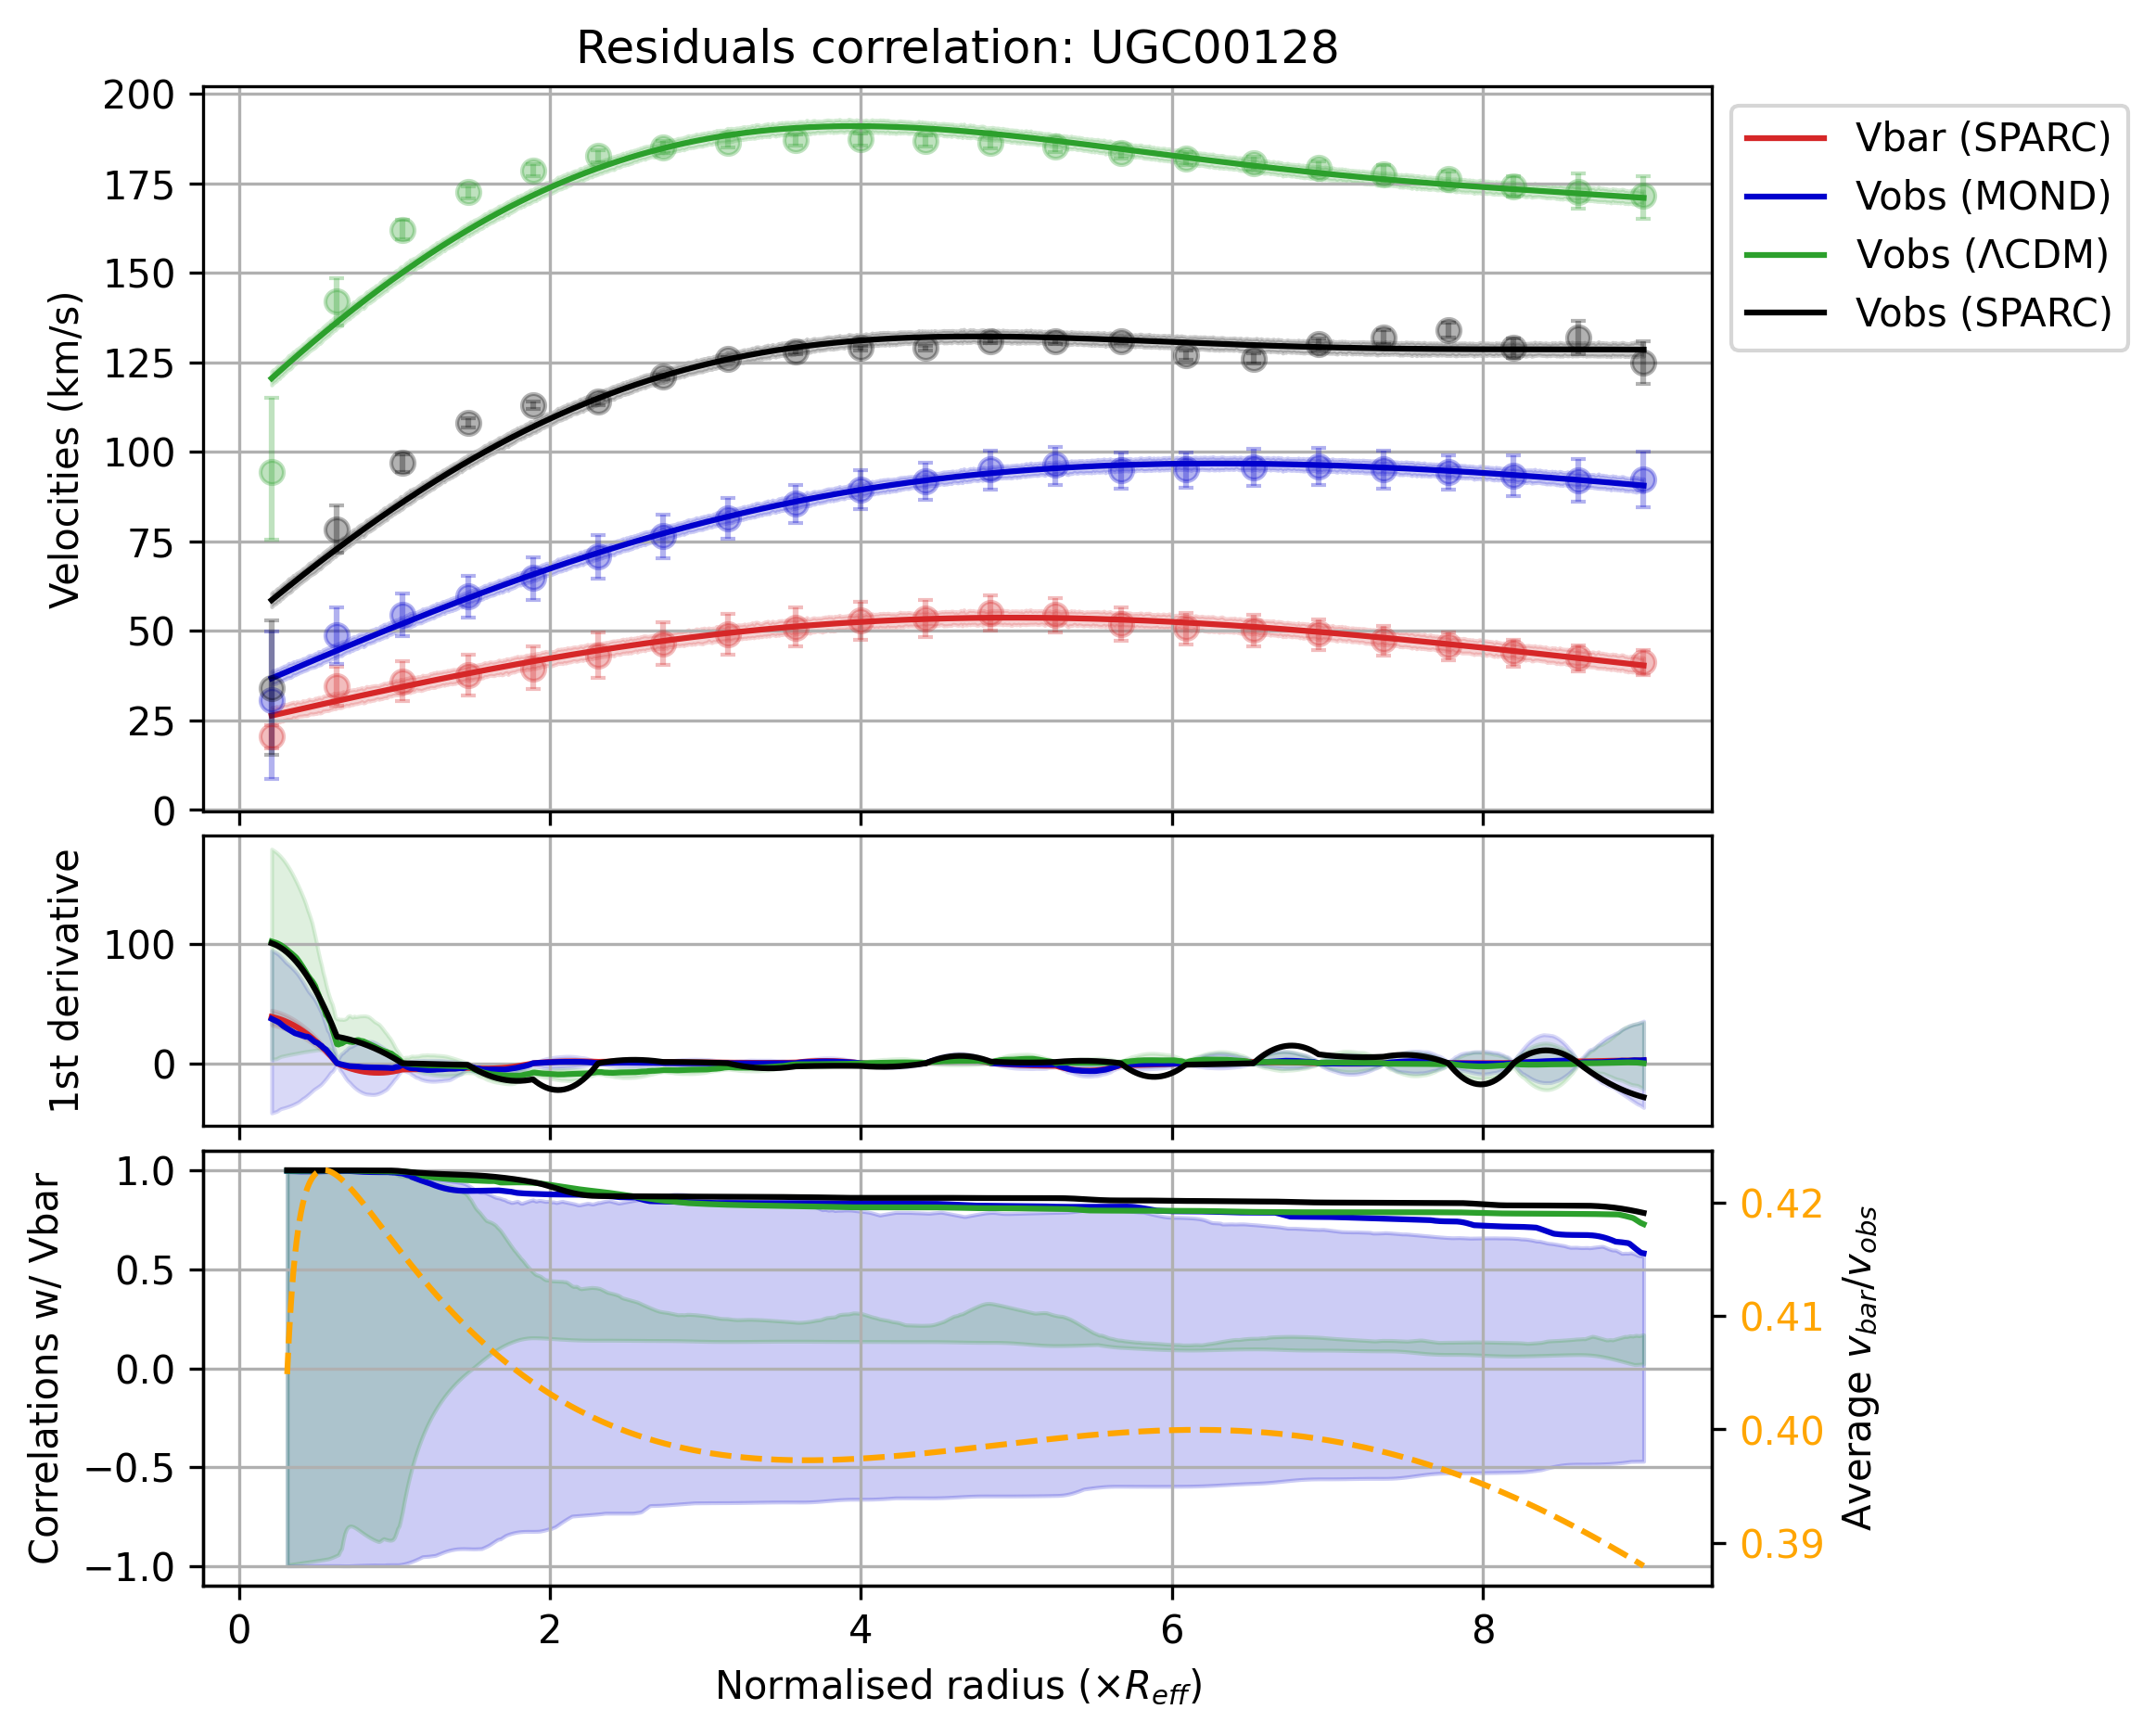 Residuals correlation: UGC00128
200
175
150
125
100
75
50
25
0
Velocities (km/s)
Vbar (SPARC)
Vobs (MOND)
Vobs (ΛCDM)
Vobs (SPARC)
100
0
1st derivative
1.0
0.5
0.0
−0.5
−1.0
Correlations w/ Vbar
0.42
0.41
0.40
0.39
Average v_bar/v_obs
0 2 4 6 8
Normalised radius (×R_eff)